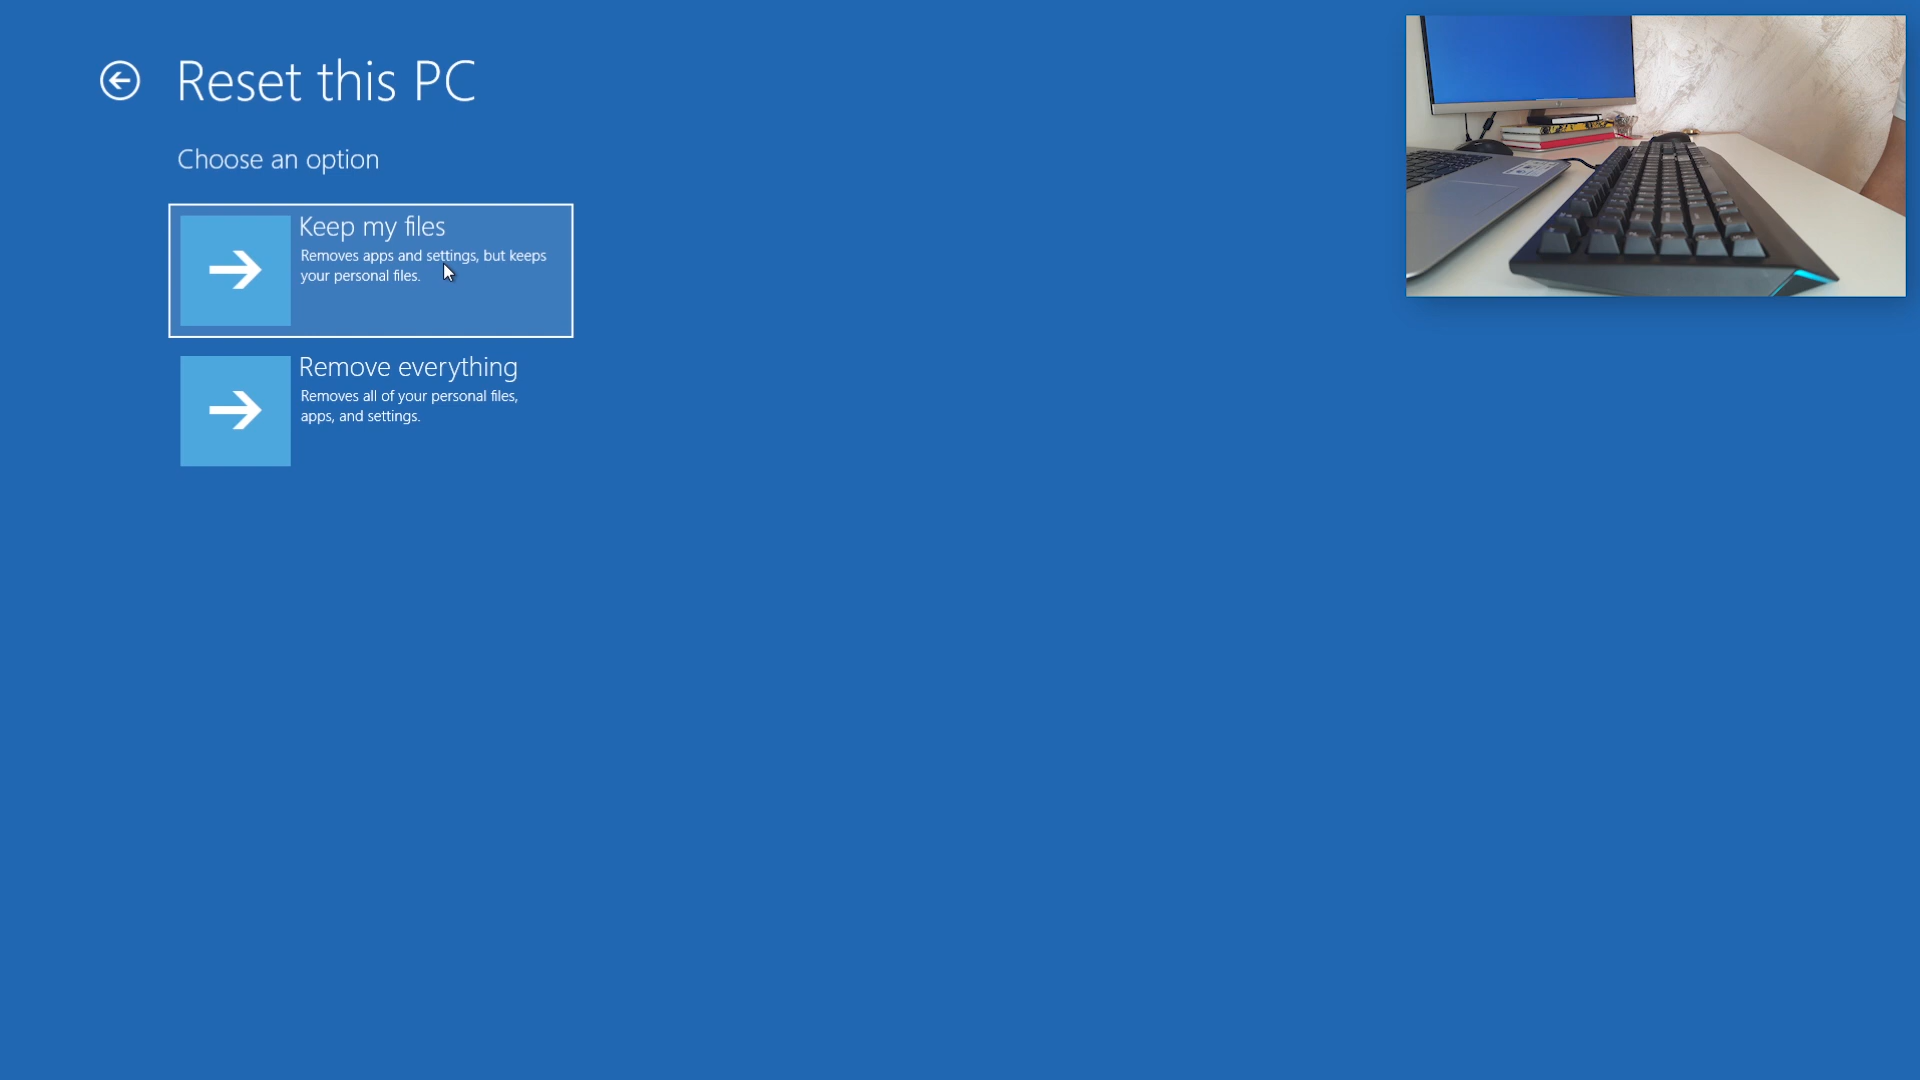 Reset this PC
Choose an option
Keep my files
Removes apps and settings, but keeps
your personal files.
Remove everything
Removes all of your personal files,
apps, and settings.